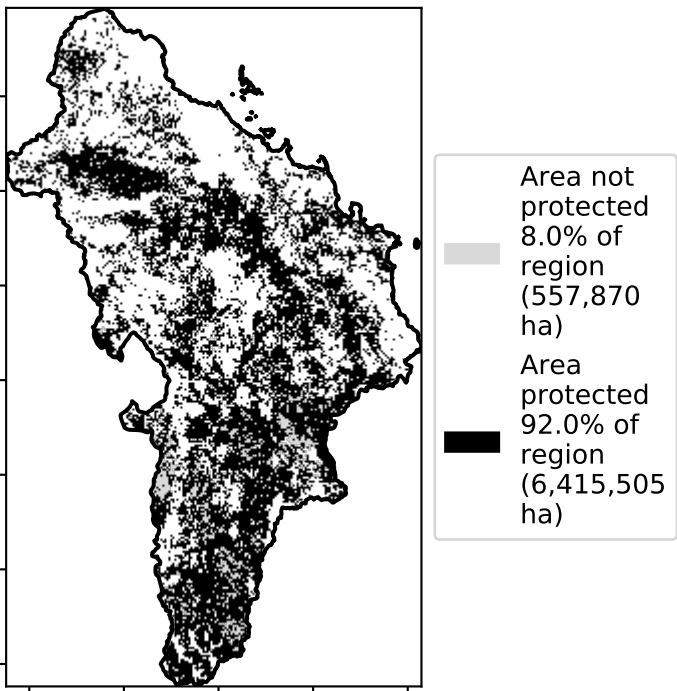 Area not
protected
8.0% of
region
(557,870
ha)
Area
protected
92.0% of
region
(6,415,505
ha)